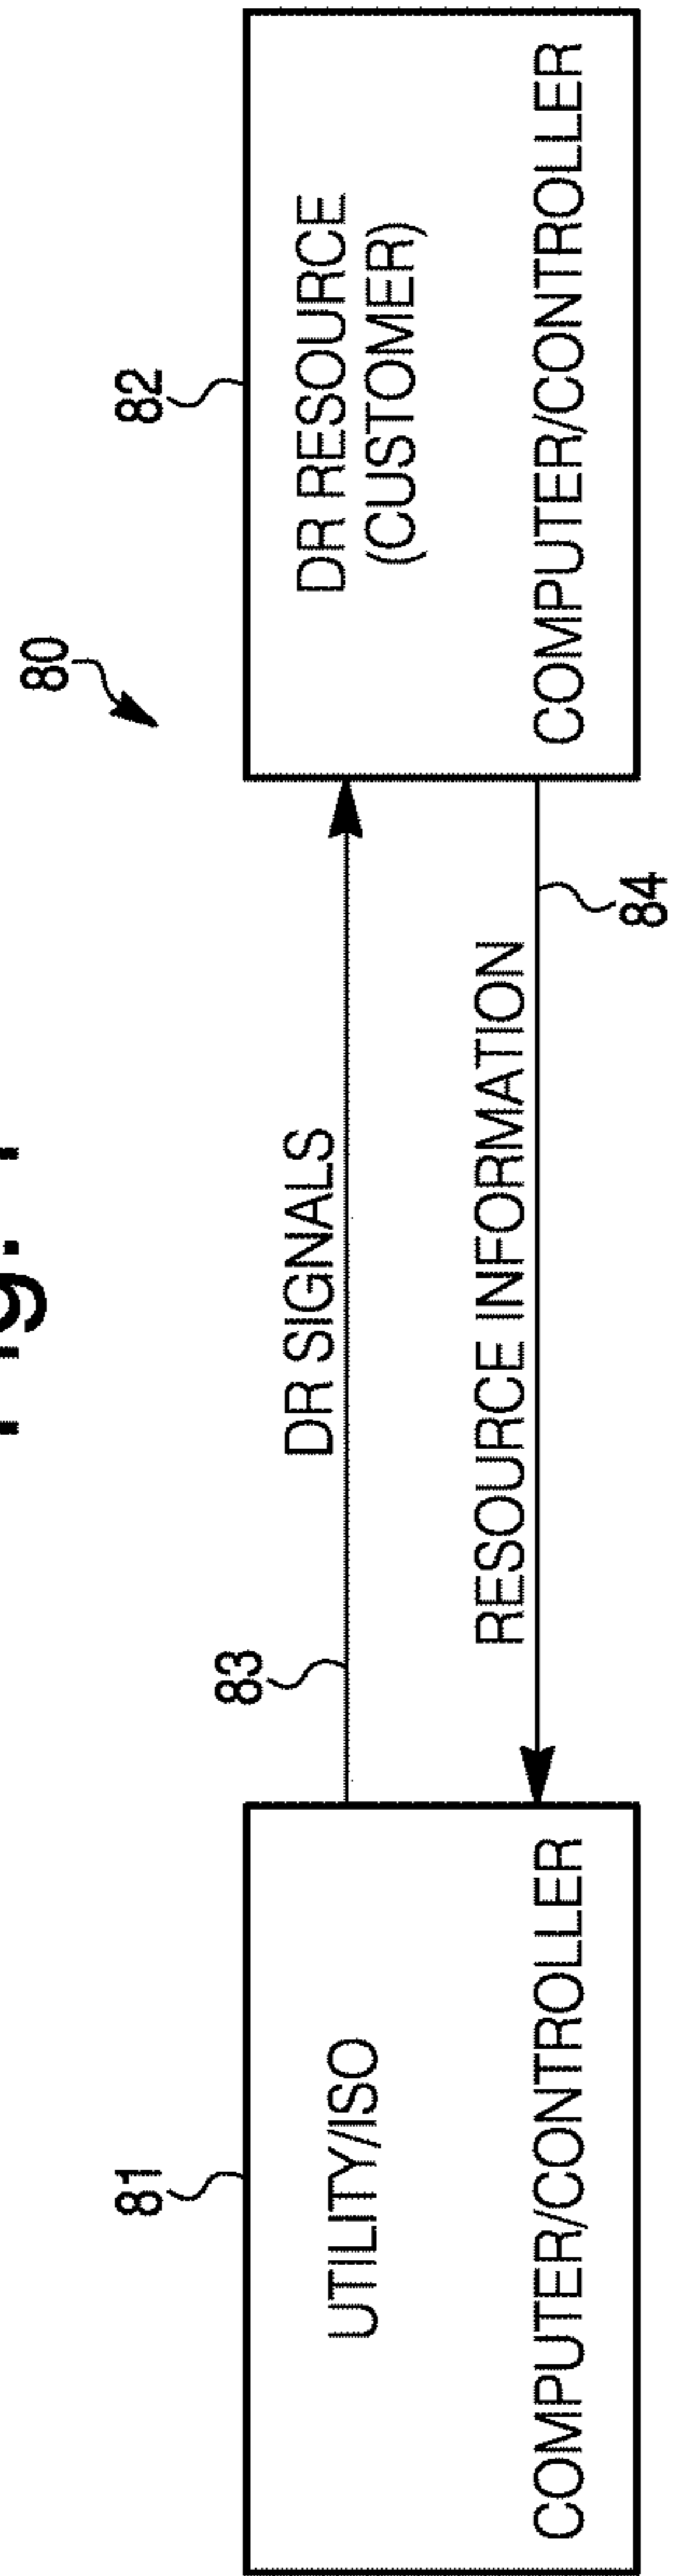 80
81
UTILITY/ISO
COMPUTER/CONTROLLER
83
DR SIGNALS
RESOURCE INFORMATION
84
82
DR RESOURCE
(CUSTOMER)
COMPUTER/CONTROLLER